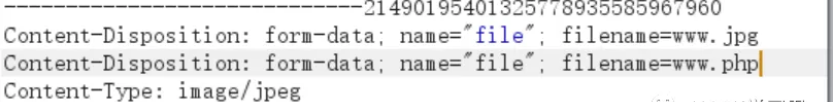 -----------------------------21490195401325778935585967960
Content-Disposition: form-data; name="file"; filename=www.jpg
Content-Disposition: form-data; name="file"; filename=www.php
Content-Type: image/jpeg